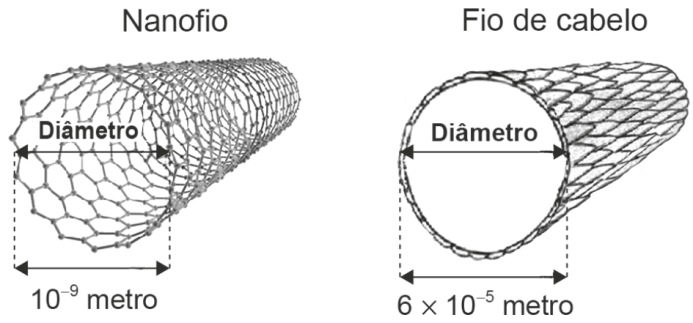 Nanofio
Fio de cabelo
Diâmetro
Diâmetro
10⁻⁹ metro
6 × 10⁻⁵ metro